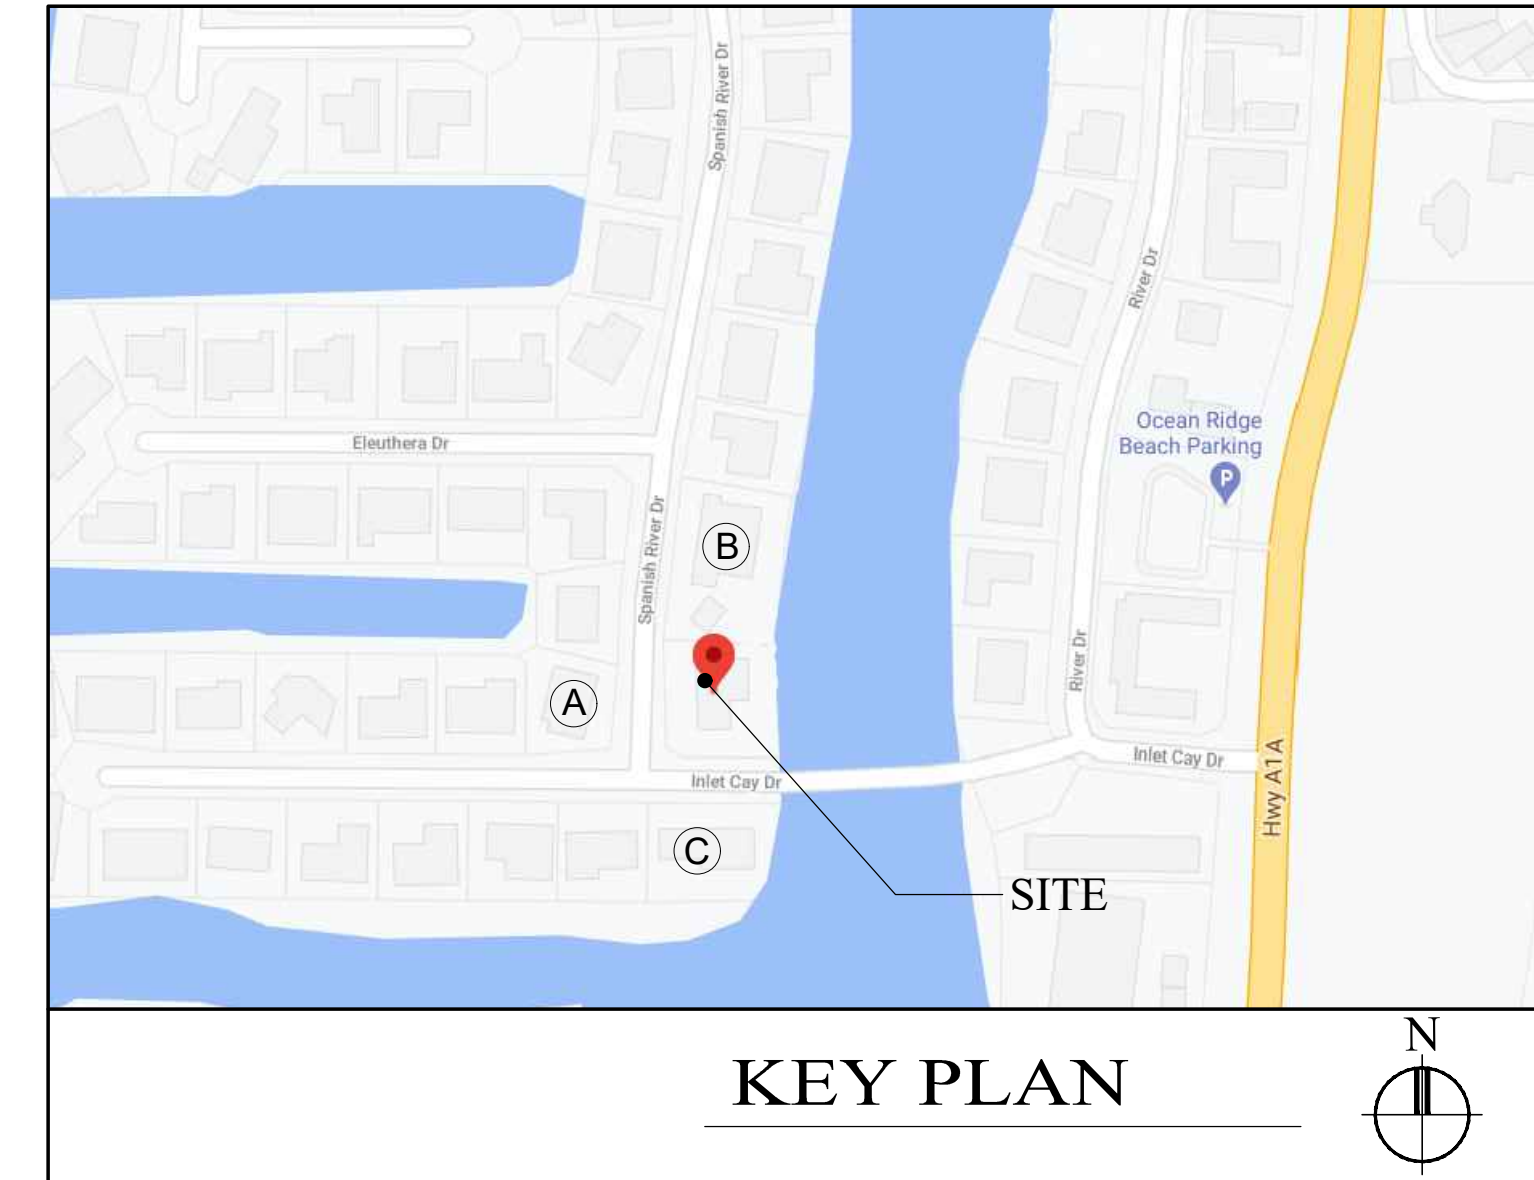 Spanish River Dr
River Dr
Ocean Ridge
Beach Parking
P
Eleuthera Dr
Spanish River Dr
B
River Dr
A
Inlet Cay Dr
Inlet Cay Dr
Hwy A1A
C
SITE
KEY PLAN
N